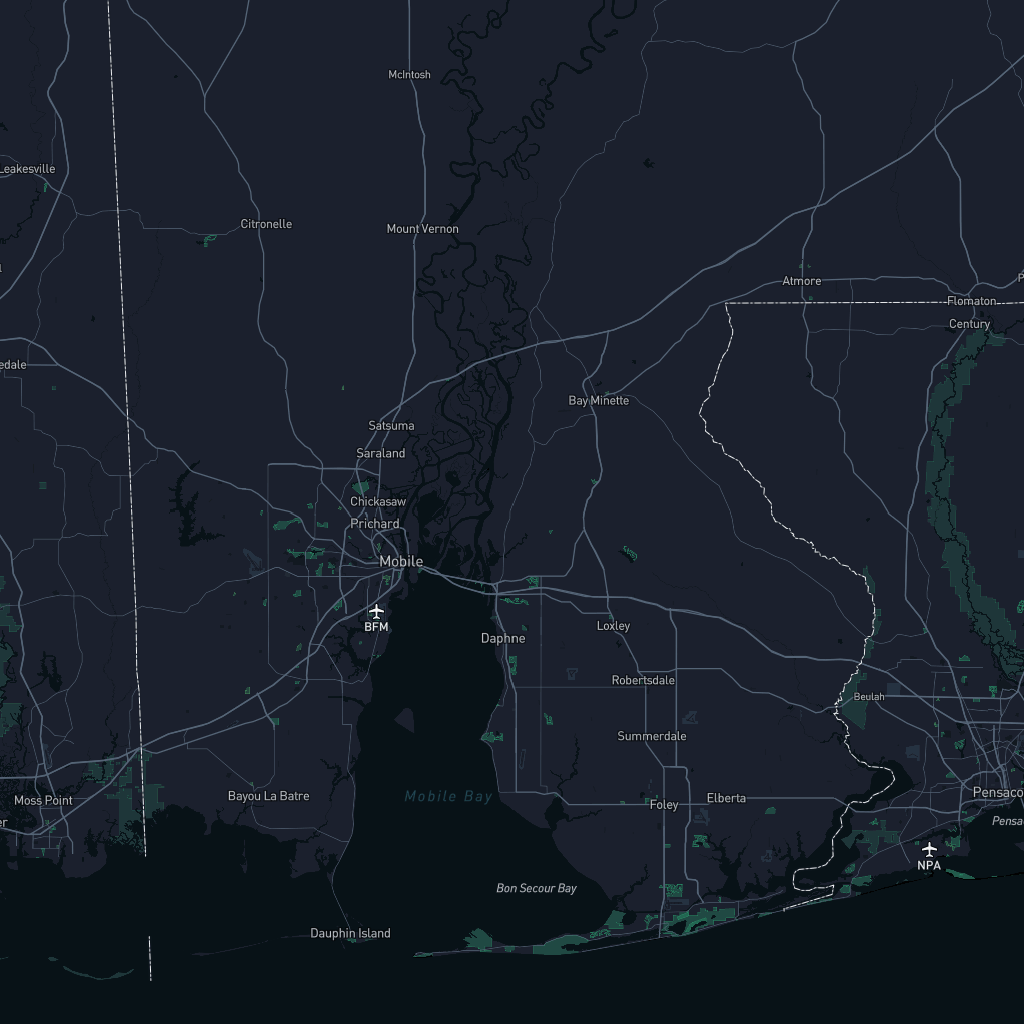 McIntosh
Leakesville
Citronelle
Mount Vernon
Atmore
Flomaton
Century
edale
Bay Minette
Satsuma
Saraland
Chickasaw
Prichard
Mobile
BFM
Loxley
Daphne
Robertsdale
Beulah
Summerdale
Pensaco
Mobile Bay
Bayou La Batre
Elberta
Moss Point
Foley
er
Pensa
NPA
Bon Secour Bay
Dauphin Island